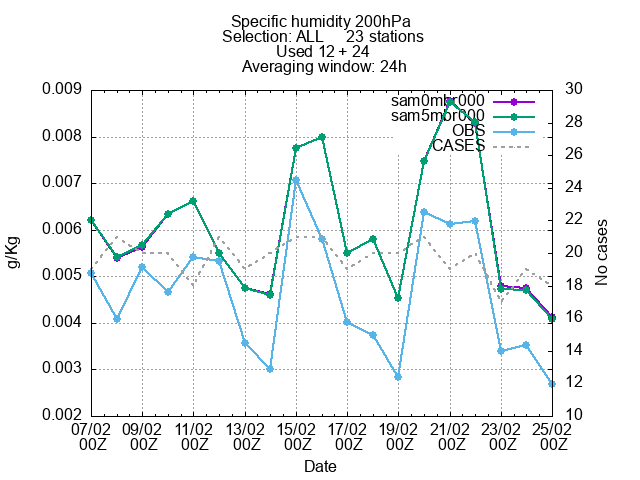 Specific humidity 200hPa
Selection: ALL 23 stations
Used 12 + 24
Averaging window: 24h
sam0mbr000
sam5mbr000
OBS
CASES
0.009
0.008
0.007
0.006
0.005
0.004
0.003
0.002
g/Kg
30
28
26
24
22
20
18
16
14
12
10
No cases
07/02 09/02 11/02 13/02 15/02 17/02 19/02 21/02 23/02 25/02
00Z 00Z 00Z 00Z 00Z 00Z 00Z 00Z 00Z 00Z
Date